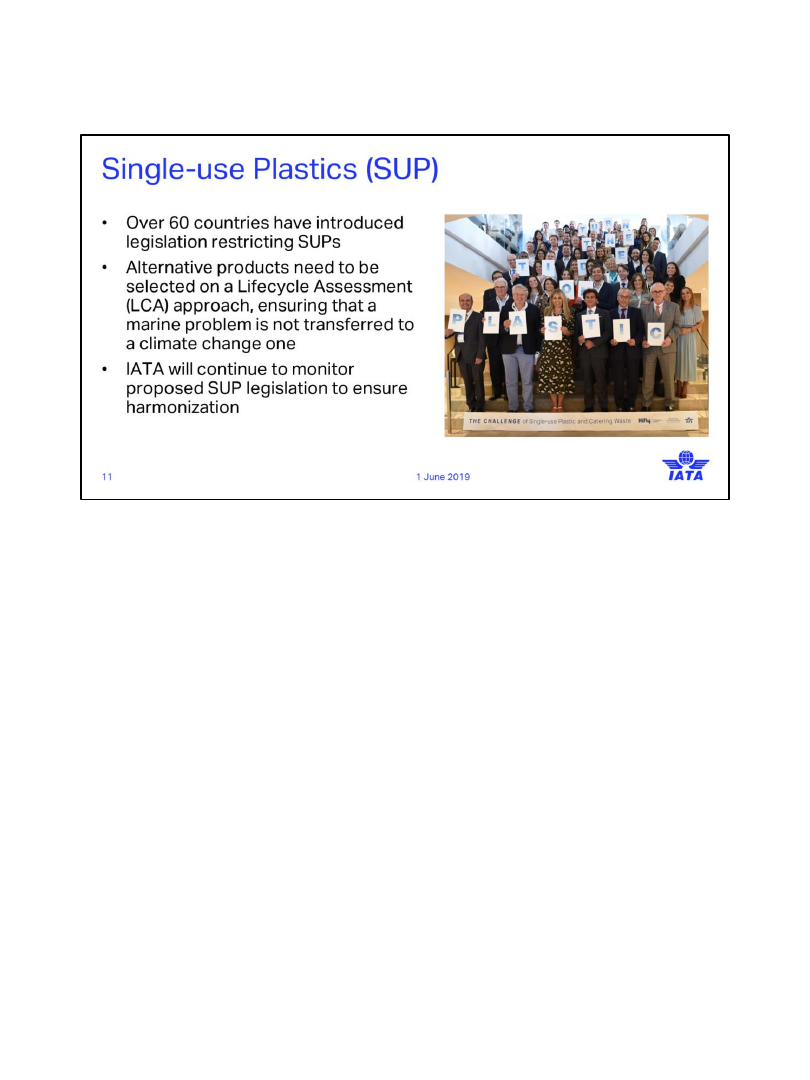 Single-use Plastics (SUP)
• Over 60 countries have introduced
legislation restricting SUPs
• Alternative products need to be
selected on a Lifecycle Assessment
(LCA) approach, ensuring that a
marine problem is not transferred to
a climate change one
• IATA will continue to monitor
proposed SUP legislation to ensure
harmonization
P L A S T I C
THE CHALLENGE of Single-use Plastic and Catering Waste
11
1 June 2019
IATA